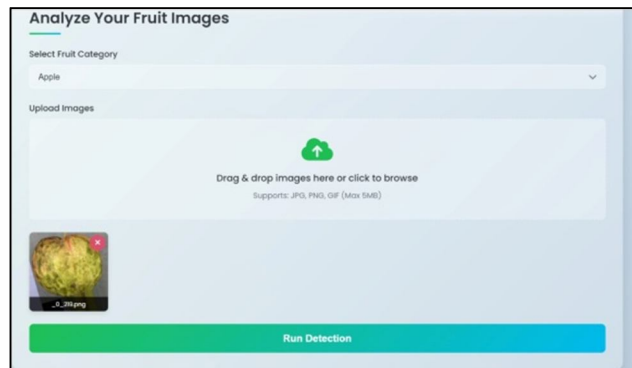 Analyze Your Fruit Images
Select Fruit Category
Apple
Upload Images
Drag & drop images here or click to browse
Supports: JPG, PNG, GIF (Max 5MB)
Run Detection